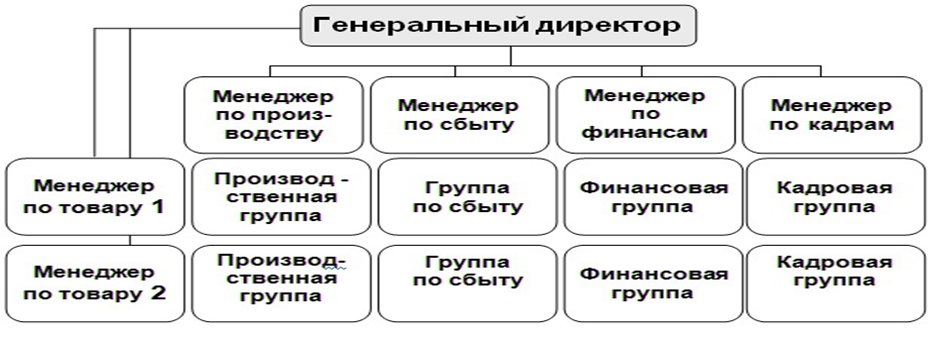 Генеральный директор
Менеджер
по произ-
водству
Менеджер
по сбыту
Менеджер
по
финансам
Менеджер
по кадрам
Менеджер
по товару 1
Производ -
ственная
группа
Группа
по сбыту
Финансовая
группа
Кадровая
группа
Менеджер
по товару 2
Производ-
ственная
группа
Группа
по сбыту
Финансовая
группа
Кадровая
группа